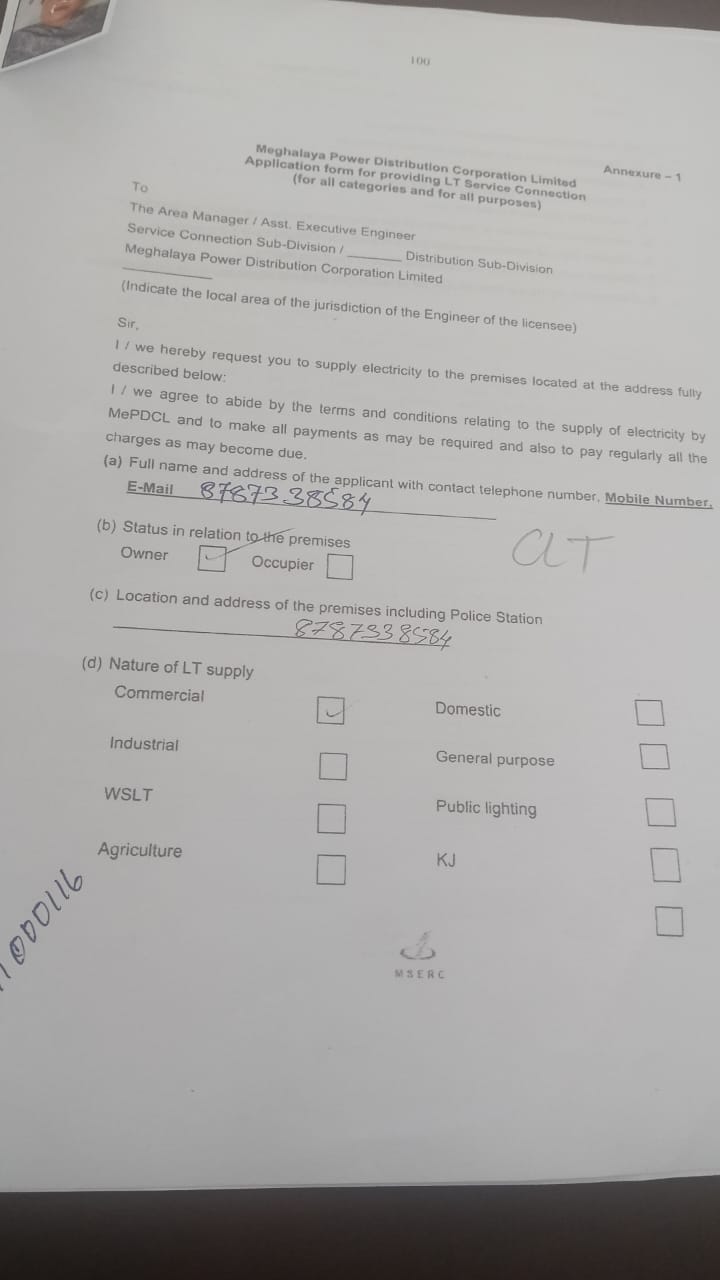 100
Annexure – 1
Meghalaya Power Distribution Corporation Limited
Application form for providing LT Service Connection
(for all categories and for all purposes)
To
The Area Manager / Asst. Executive Engineer
Service Connection Sub-Division / ______ Distribution Sub-Division
Meghalaya Power Distribution Corporation Limited
(Indicate the local area of the jurisdiction of the Engineer of the licensee)
Sir,
I / we hereby request you to supply electricity to the premises located at the address fully
described below:
I / we agree to abide by the terms and conditions relating to the supply of electricity by
MePDCL and to make all payments as may be required and also to pay regularly all the
charges as may become due.
(a) Full name and address of the applicant with contact telephone number, Mobile Number,
E-Mail 8787338584
(b) Status in relation to the premises
Owner Occupier
CLT
(c) Location and address of the premises including Police Station
8787338584
(d) Nature of LT supply
Commercial Domestic
Industrial General purpose
WSLT Public lighting
Agriculture KJ
MSERC